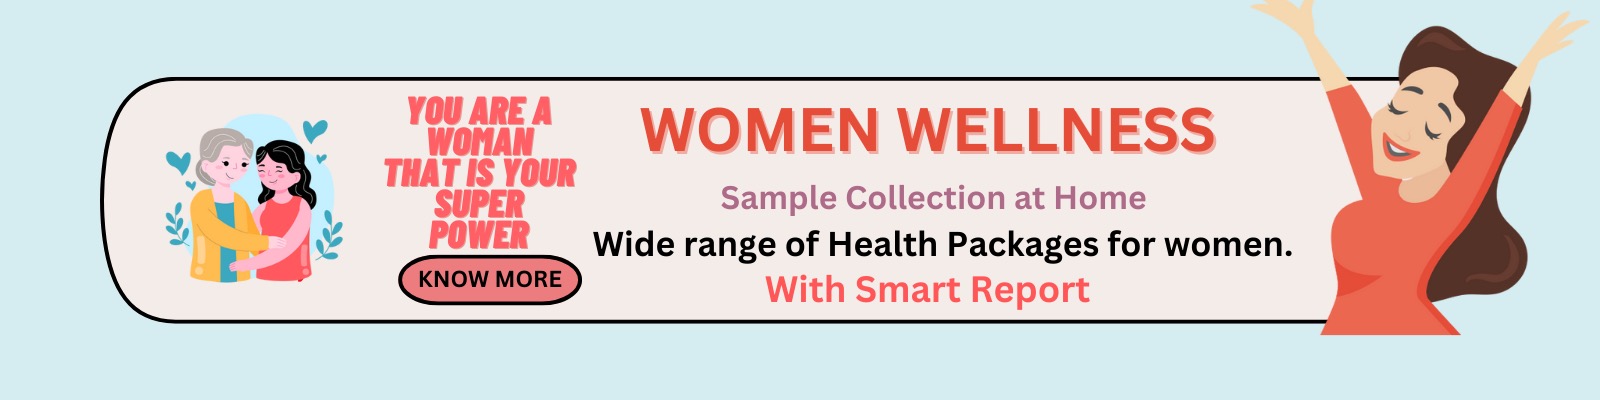 YOU ARE A
WOMAN
THAT IS YOUR
SUPER
POWER
KNOW MORE
WOMEN WELLNESS
Sample Collection at Home
Wide range of Health Packages for women.
With Smart Report